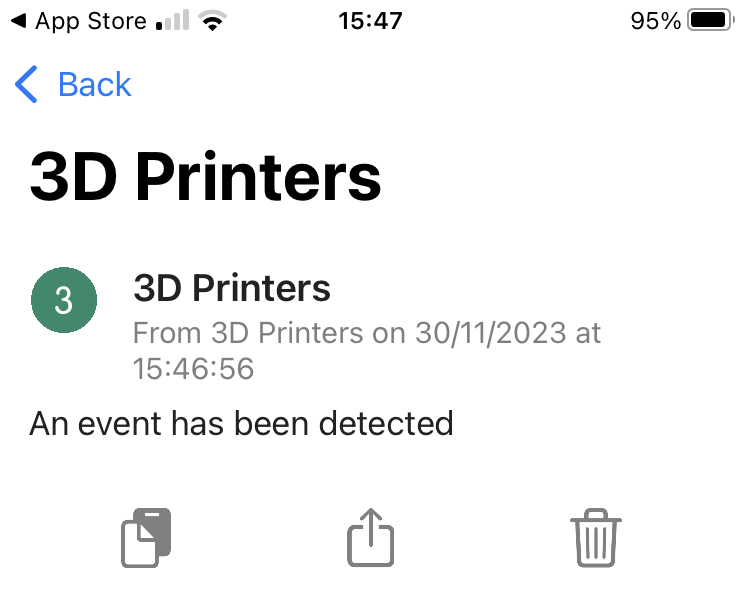 App Store 15:47 95%
Back
3D Printers
3
3D Printers
From 3D Printers on 30/11/2023 at
15:46:56
An event has been detected